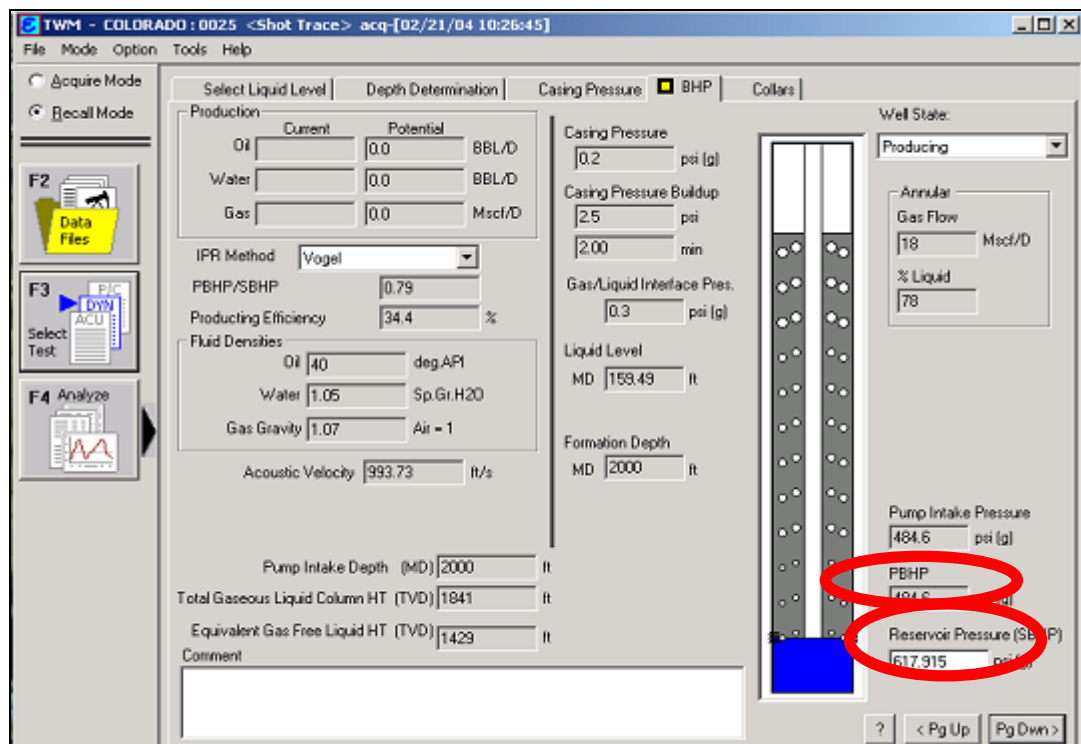 TWM - COLORADO : 0025 <Shot Trace> acq-[02/21/04 10:26:45]
File Mode Option Tools Help
Acquire Mode
Recall Mode
F2
Data
Files
F3
P/C
DYN
ACU
Select
Test
F4 Analyze
Select Liquid Level
Depth Determination
Casing Pressure
BHP
Collars
Production
Current Potential
Oil 0.0 BBL/D
Water 0.0 BBL/D
Gas 0.0 Mscf/D
IPR Method Vogel
PBHP/SBHP 0.79
Producting Efficiency 34.4 %
Fluid Densities
Oil 40 deg.API
Water 1.05 Sp.Gr.H2O
Gas Gravity 1.07 Air = 1
Acoustic Velocity 993.73 ft/s
Pump Intake Depth (MD) 2000 ft
Total Gaseous Liquid Column HT (TVD) 1841 ft
Equivalent Gas Free Liquid HT (TVD) 1429 ft
Comment
Casing Pressure
0.2 psi (g)
Casing Pressure Buildup
2.5 psi
2.00 min
Gas/Liquid Interface Pres.
0.3 psi (g)
Liquid Level
MD 159.49 ft
Formation Depth
MD 2000 ft
Well State:
Producing
Annular
Gas Flow
18 Mscf/D
% Liquid
78
Pump Intake Pressure
484.6 psi (g)
PBHP
484.6
Reservoir Pressure (SBHP)
617.915 psi (g)
? < Pg Up Pg Dwn >